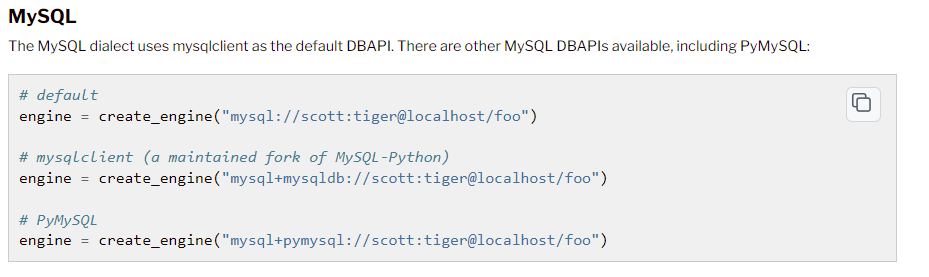 MySQL
The MySQL dialect uses mysqlclient as the default DBAPI. There are other MySQL DBAPIs available, including PyMySQL:
# default
engine = create_engine("mysql://scott:tiger@localhost/foo")
# mysqlclient (a maintained fork of MySQL-Python)
engine = create_engine("mysql+mysqldb://scott:tiger@localhost/foo")
# PyMySQL
engine = create_engine("mysql+pymysql://scott:tiger@localhost/foo")